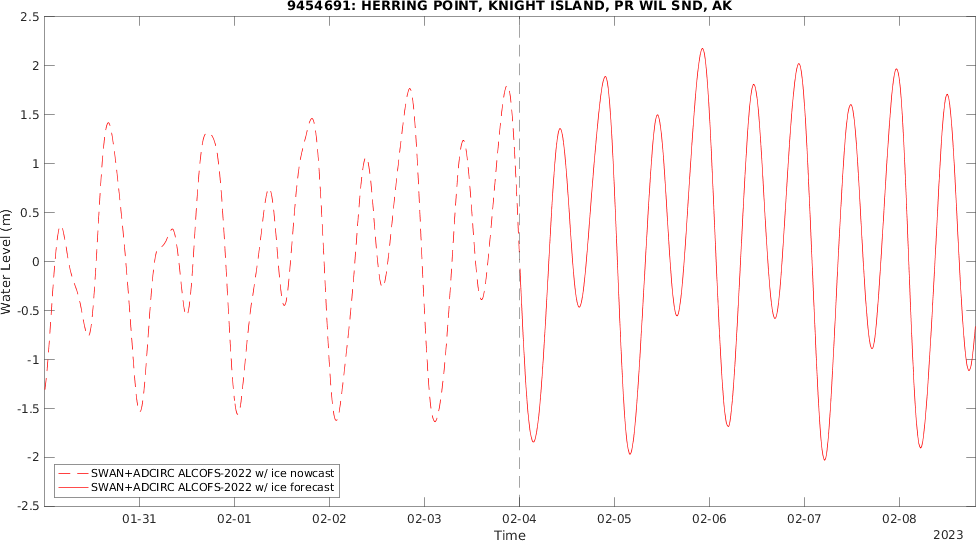 9454691: HERRING POINT, KNIGHT ISLAND, PR WIL SND, AK
2.5
2
1.5
1
0.5
0
-0.5
-1
-1.5
-2
-2.5
Water Level (m)
SWAN+ADCIRC ALCOFS-2022 w/ ice nowcast
SWAN+ADCIRC ALCOFS-2022 w/ ice forecast
01-31 02-01 02-02 02-03 02-04 02-05 02-06 02-07 02-08
Time
2023